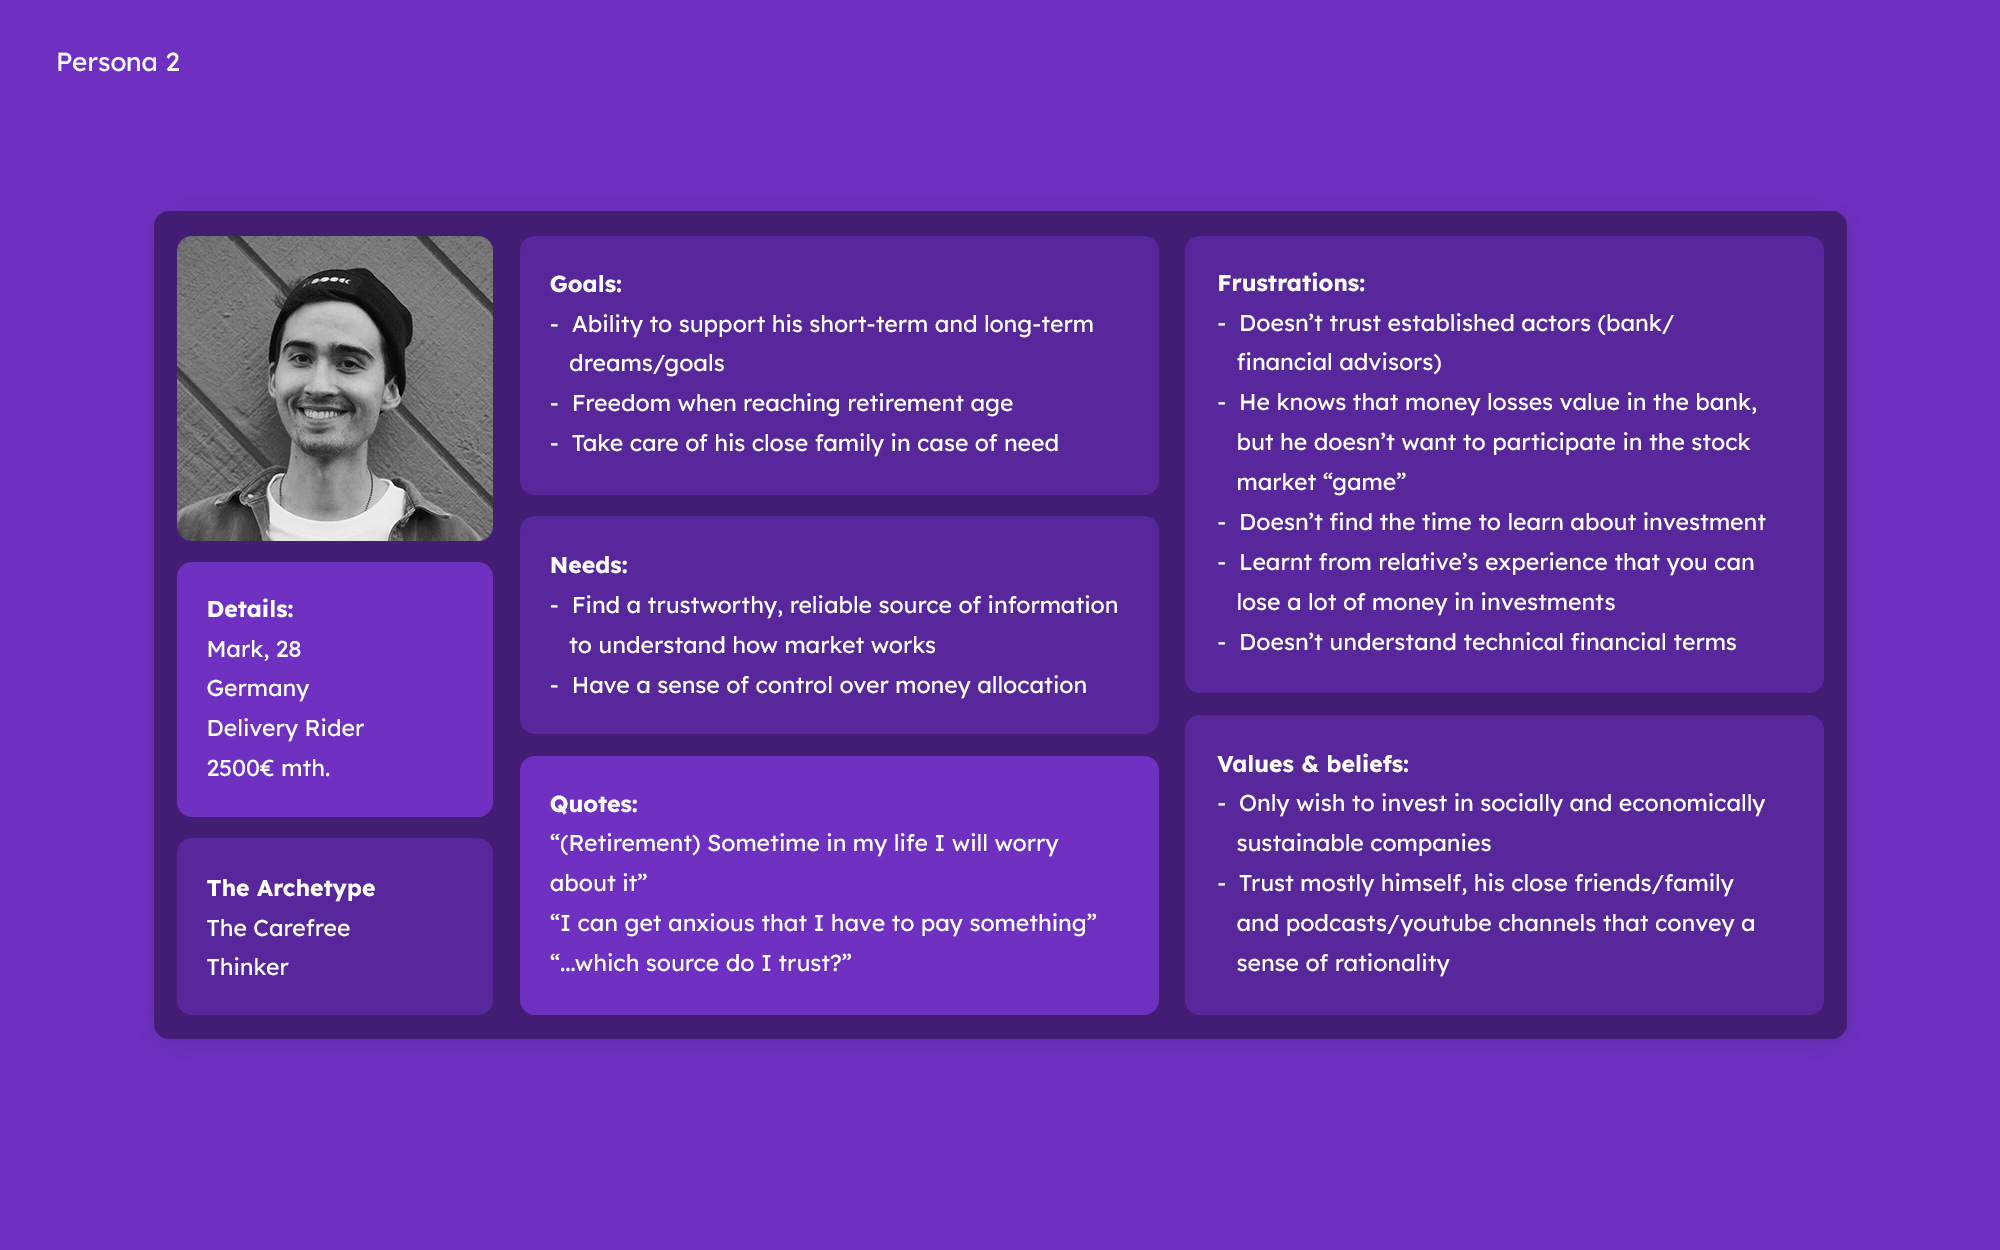 Persona 2
Details:
Mark, 28
Germany
Delivery Rider
2500€ mth.
The Archetype
The Carefree
Thinker
Goals:
- Ability to support his short-term and long-term
dreams/goals
- Freedom when reaching retirement age
- Take care of his close family in case of need
Needs:
- Find a trustworthy, reliable source of information
to understand how market works
- Have a sense of control over money allocation
Quotes:
“(Retirement) Sometime in my life I will worry
about it”
“I can get anxious that I have to pay something”
“...which source do I trust?”
Frustrations:
- Doesn’t trust established actors (bank/
financial advisors)
- He knows that money losses value in the bank,
but he doesn’t want to participate in the stock
market “game”
- Doesn’t find the time to learn about investment
- Learnt from relative’s experience that you can
lose a lot of money in investments
- Doesn’t understand technical financial terms
Values & beliefs:
- Only wish to invest in socially and economically
sustainable companies
- Trust mostly himself, his close friends/family
and podcasts/youtube channels that convey a
sense of rationality